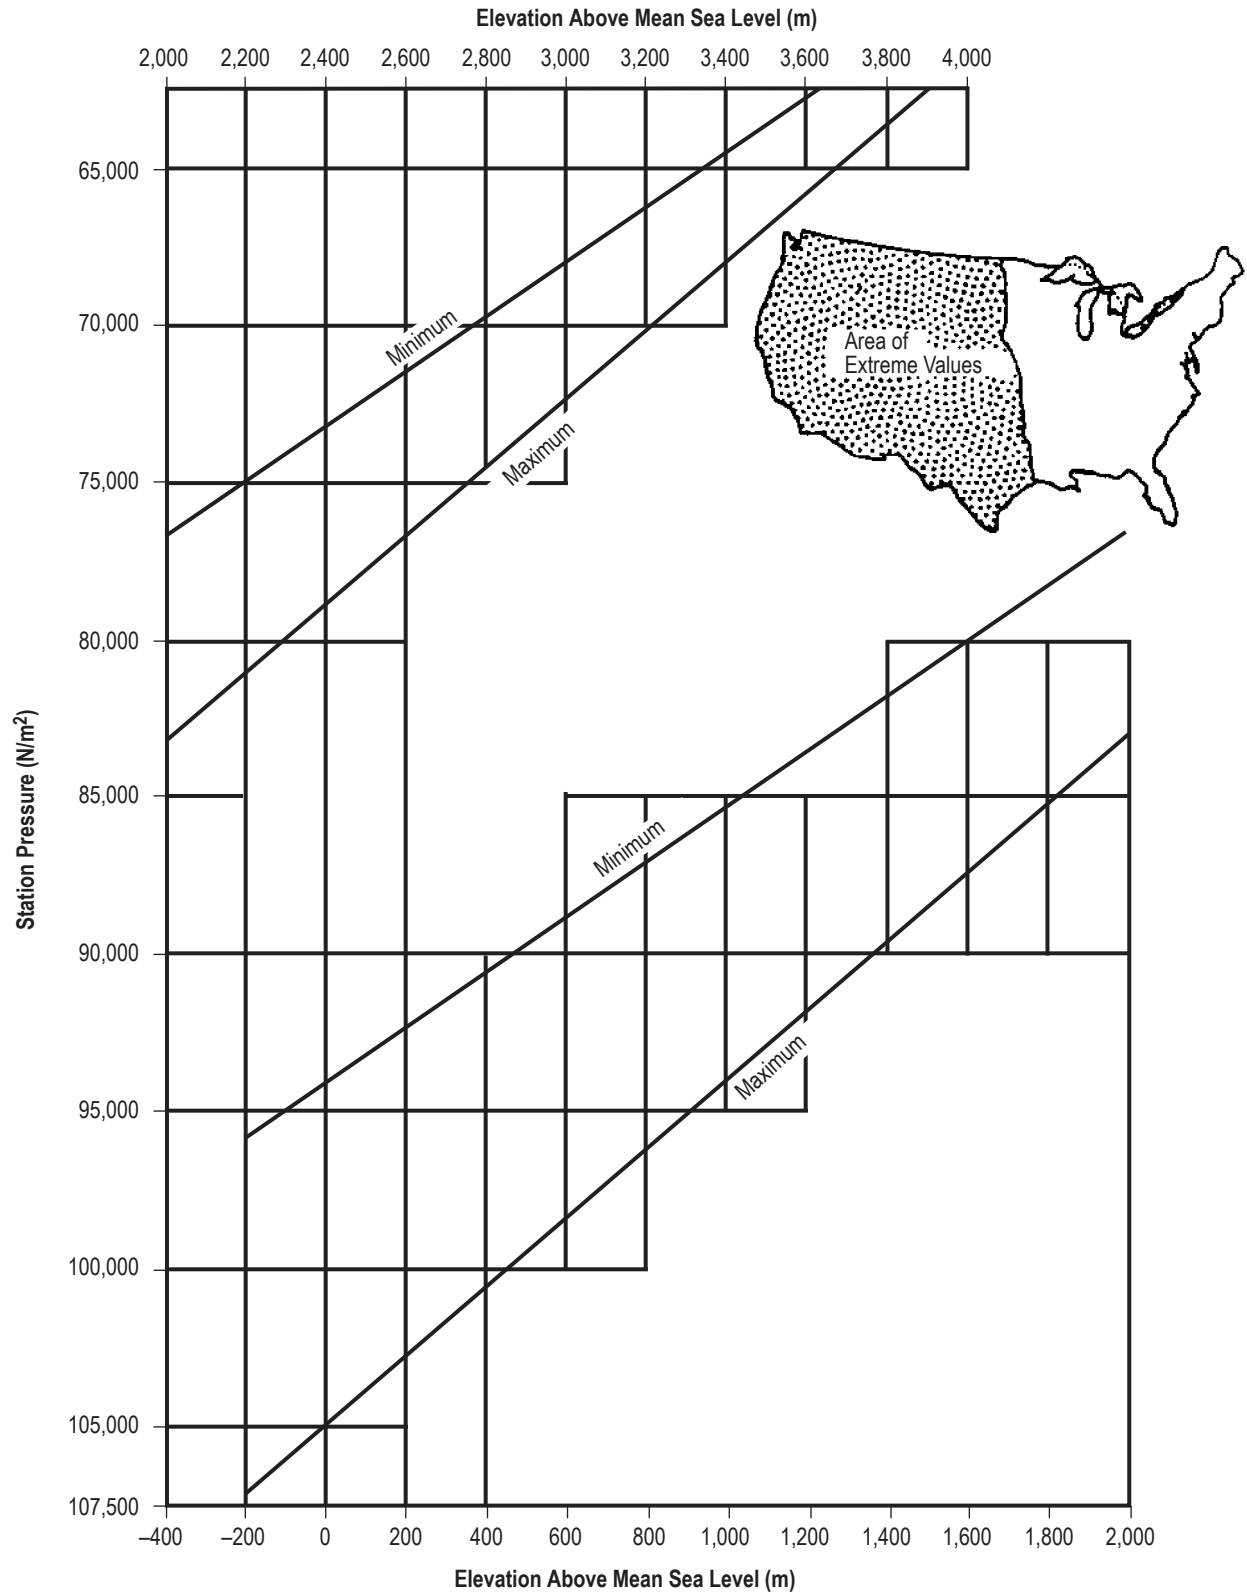 Elevation Above Mean Sea Level (m)
2,000 2,200 2,400 2,600 2,800 3,000 3,200 3,400 3,600 3,800 4,000
65,000
Area of
Extreme Values
Minimum
70,000
Maximum
75,000
80,000
Station Pressure (N/m²)
85,000
Minimum
90,000
Maximum
95,000
100,000
105,000
107,500
–400 –200 0 200 400 600 800 1,000 1,200 1,400 1,600 1,800 2,000
Elevation Above Mean Sea Level (m)